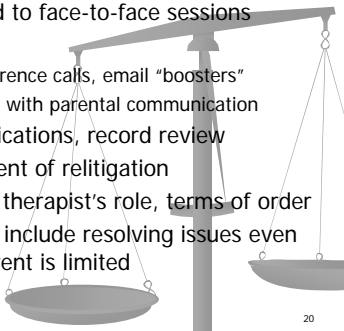 d to face-to-face sessions
rence calls, email “boosters”
with parental communication
ications, record review
ent of relitigation
therapist's role, terms of order
include resolving issues even
rent is limited
20